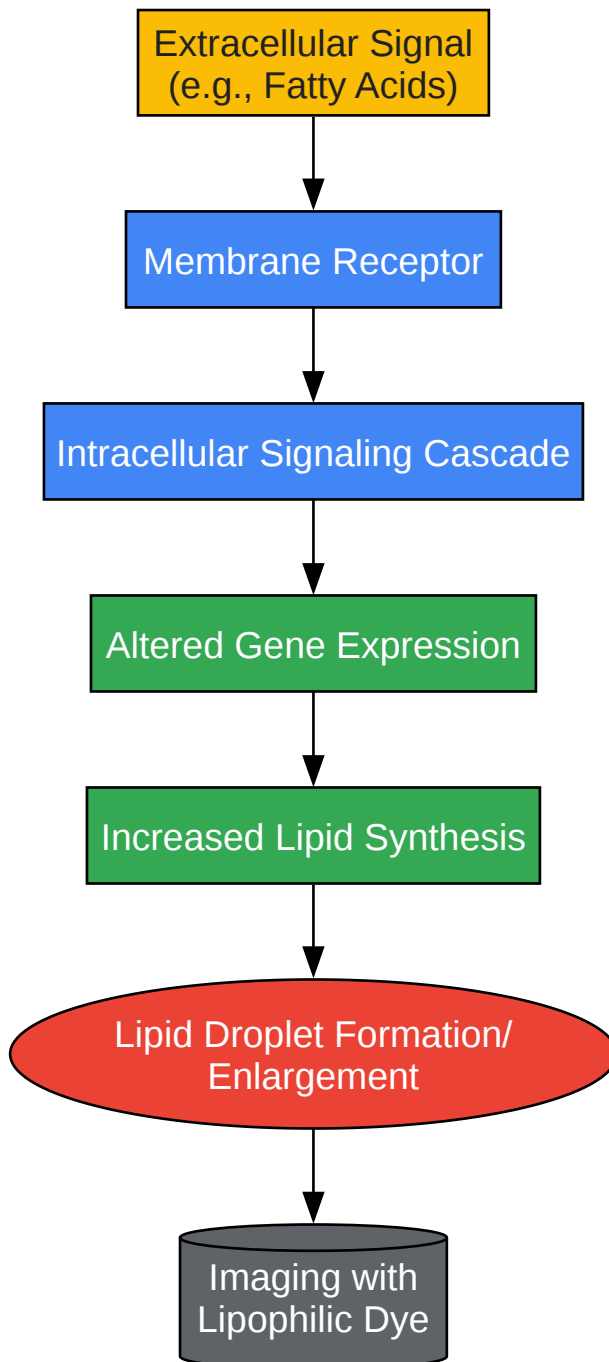 Extracellular Signal
(e.g., Fatty Acids)
Membrane Receptor
Intracellular Signaling Cascade
Altered Gene Expression
Increased Lipid Synthesis
Lipid Droplet Formation/
Enlargement
Imaging with
Lipophilic Dye